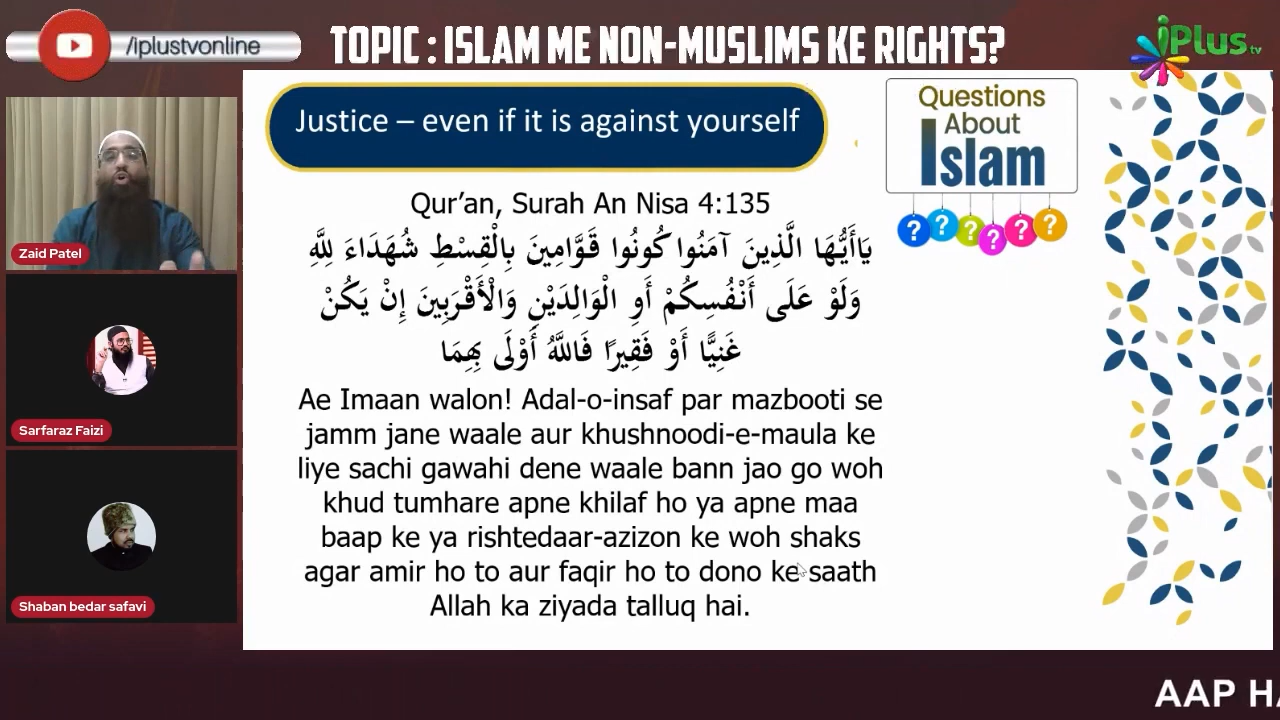 /iplustvonline
TOPIC : ISLAM ME NON-MUSLIMS KE RIGHTS?
iPlus tv
Justice – even if it is against yourself
Questions
About
Islam
Qur’an, Surah An Nisa 4:135
يَاأَيُّهَا الَّذِينَ آمَنُوا كُونُوا قَوَّامِينَ بِالْقِسْطِ شُهَدَاءَ لِلَّهِ
وَلَوْ عَلَى أَنْفُسِكُمْ أَوِ الْوَالِدَيْنِ وَالْأَقْرَبِينَ إِنْ يَكُنْ
غَنِيًّا أَوْ فَقِيرًا فَاللَّهُ أَوْلَى بِهِمَا
Ae Imaan walon! Adal-o-insaf par mazbooti se
jamm jane waale aur khushnoodi-e-maula ke
liye sachi gawahi dene waale bann jao go woh
khud tumhare apne khilaf ho ya apne maa
baap ke ya rishtedaar-azizon ke woh shaks
agar amir ho to aur faqir ho to dono ke saath
Allah ka ziyada talluq hai.
? ? ? ? ? ?
Zaid Patel
Sarfaraz Faizi
Shaban bedar safavi
AAP HA